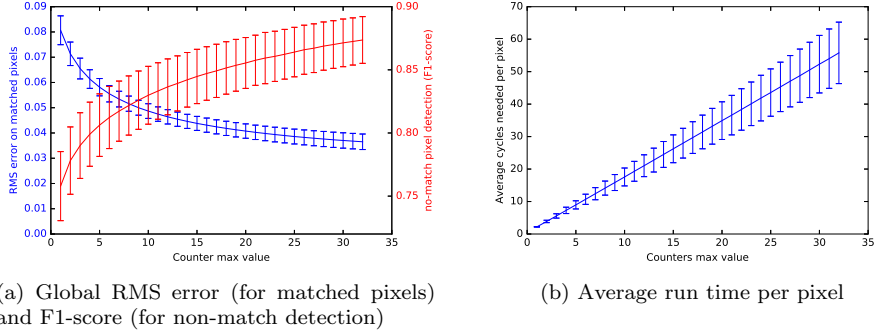 0.09
0.08
0.07
0.06
0.05
0.04
0.03
0.02
0.01
0.00
RMS error on matched pixels
0 5 10 15 20 25 30 35
Counter max value
0.90
0.85
0.80
0.75
no-match pixel detection (F1-score)
70
60
50
40
30
20
10
0
Average cycles needed per pixel
0 5 10 15 20 25 30 35
Counters max value
(a) Global RMS error (for matched pixels)
and F1-score (for non-match detection)
(b) Average run time per pixel